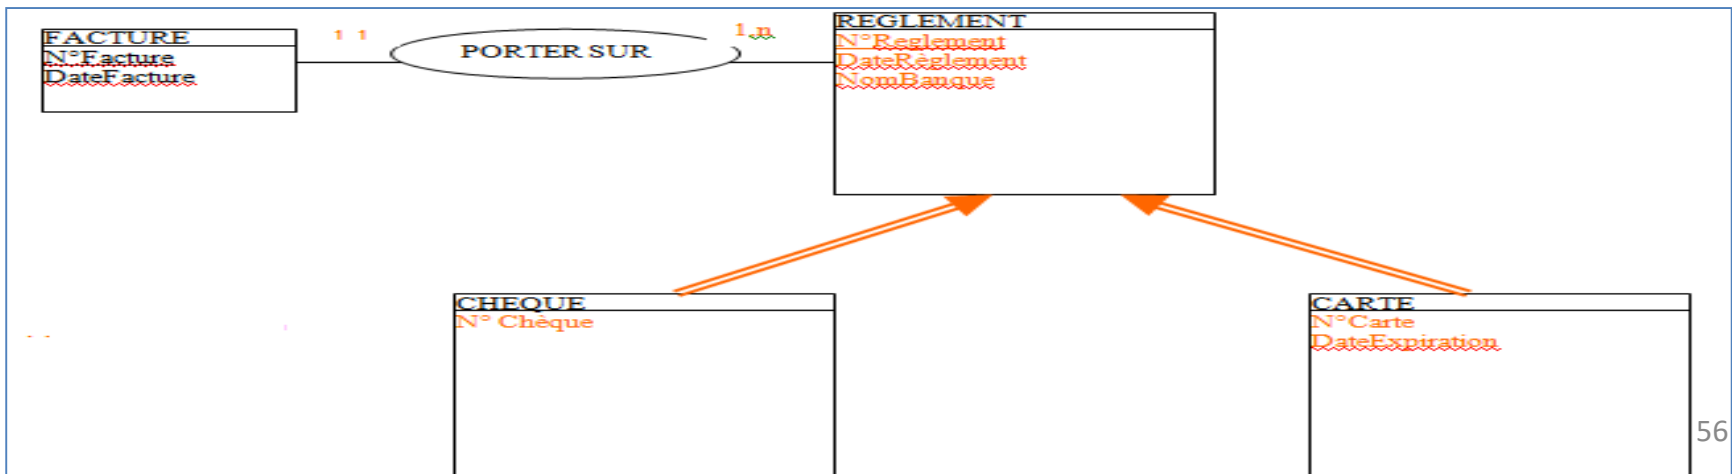 FACTURE
N°Facture
DateFacture
1 1
PORTER SUR
1,n
REGLEMENT
N°Reglement
DateRèglement
NomBanque
CHEQUE
N° Chèque
CARTE
N°Carte
DateExpiration
56